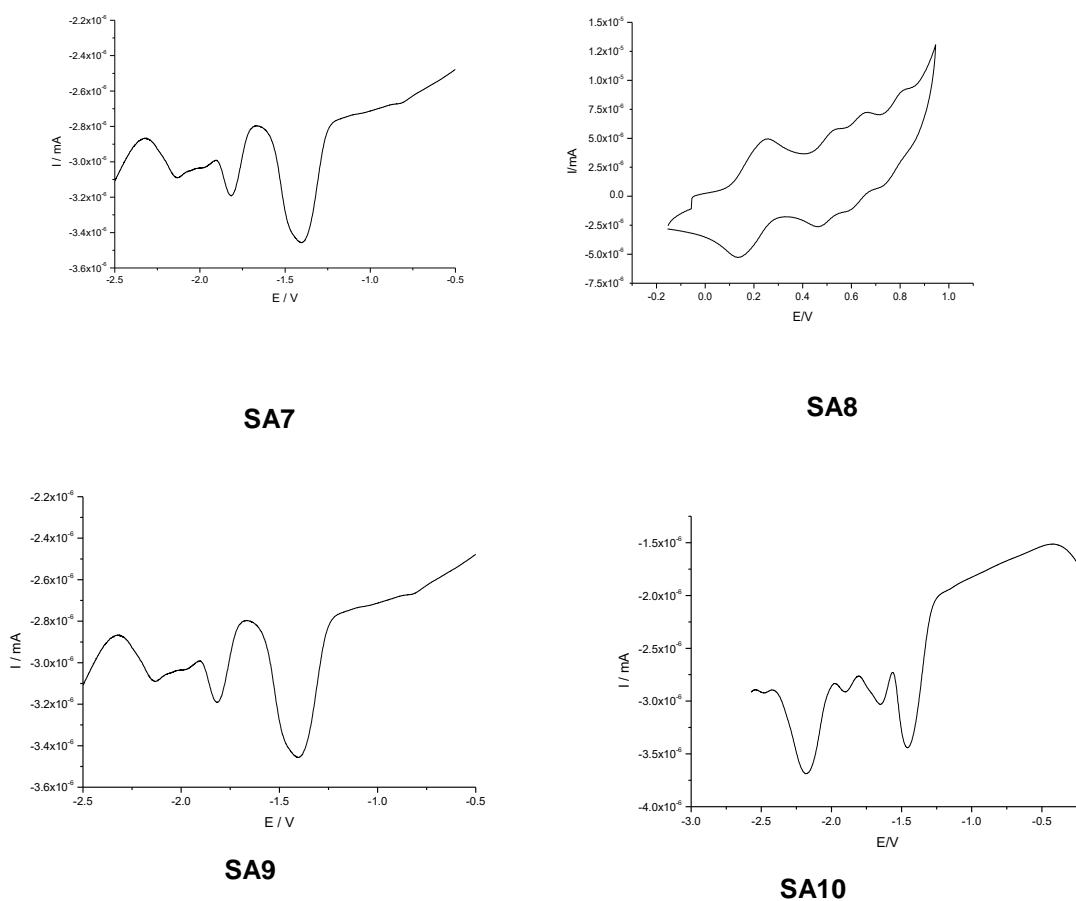 -2.2x10⁻⁶
-2.4x10⁻⁶
-2.6x10⁻⁶
-2.8x10⁻⁶
-3.0x10⁻⁶
-3.2x10⁻⁶
-3.4x10⁻⁶
-3.6x10⁻⁶
I / mA
-2.5 -2.0 -1.5 -1.0 -0.5
E / V
SA7
1.5x10⁻⁵
1.2x10⁻⁵
1.0x10⁻⁵
7.5x10⁻⁶
5.0x10⁻⁶
2.5x10⁻⁶
0.0
-2.5x10⁻⁶
-5.0x10⁻⁶
-7.5x10⁻⁶
I/mA
-0.2 0.0 0.2 0.4 0.6 0.8 1.0
E/V
SA8
-2.2x10⁻⁶
-2.4x10⁻⁶
-2.6x10⁻⁶
-2.8x10⁻⁶
-3.0x10⁻⁶
-3.2x10⁻⁶
-3.4x10⁻⁶
-3.6x10⁻⁶
I / mA
-2.5 -2.0 -1.5 -1.0 -0.5
E / V
SA9
-1.5x10⁻⁶
-2.0x10⁻⁶
-2.5x10⁻⁶
-3.0x10⁻⁶
-3.5x10⁻⁶
-4.0x10⁻⁶
I / mA
-3.0 -2.5 -2.0 -1.5 -1.0 -0.5
E/V
SA10